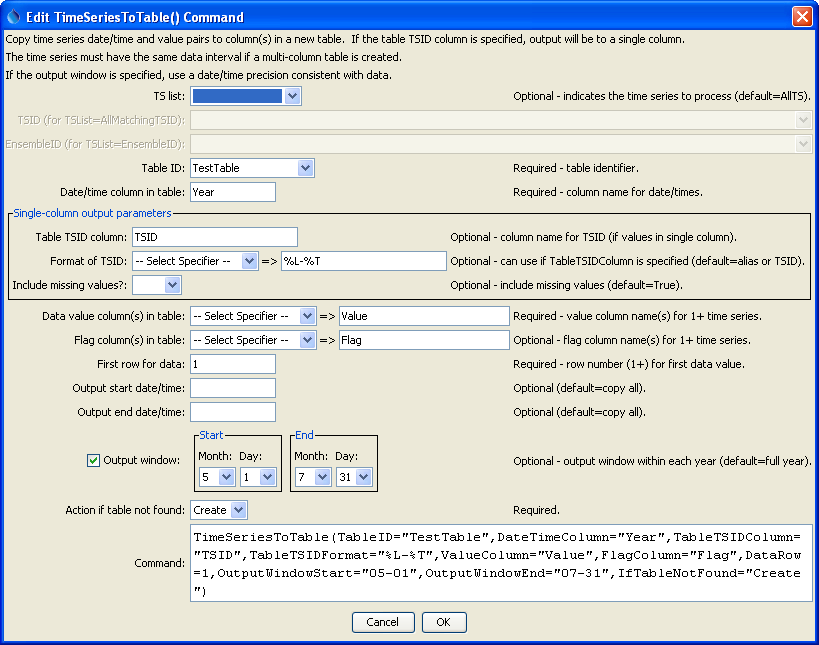 Edit TimeSeriesToTable() Command
Copy time series date/time and value pairs to column(s) in a new table.  If the table TSID column is specified, output will be to a single column.
The time series must have the same data interval if a multi-column table is created.
If the output window is specified, use a date/time precision consistent with data.
TS list: Optional - indicates the time series to process (default=AllTS).
TSID (for TSList=AllMatchingTSID):
EnsembleID (for TSList=EnsembleID):
Table ID: TestTable Required - table identifier.
Date/time column in table: Year Required - column name for date/times.
Single-column output parameters
Table TSID column: TSID Optional - column name for TSID (if values in single column).
Format of TSID: -- Select Specifier -- => %L-%T Optional - can use if TableTSIDColumn is specified (default=alias or TSID).
Include missing values?: Optional - include missing values (default=True).
Data value column(s) in table: -- Select Specifier -- => Value Required - value column name(s) for 1+ time series.
Flag column(s) in table: -- Select Specifier -- => Flag Optional - flag column name(s) for 1+ time series.
First row for data: 1 Required - row number (1+) for first data value.
Output start date/time: Optional (default=copy all).
Output end date/time: Optional (default=copy all).
Start End
Month: Day: Month: Day:
Output window: 5 1 7 31 Optional - output window within each year (default=full year).
Action if table not found: Create Required.
Command:
TimeSeriesToTable(TableID="TestTable",DateTimeColumn="Year",TableTSIDColumn=
"TSID",TableTSIDFormat="%L-%T",ValueColumn="Value",FlagColumn="Flag",DataRow
=1,OutputWindowStart="05-01",OutputWindowEnd="07-31",IfTableNotFound="Create
")
Cancel OK